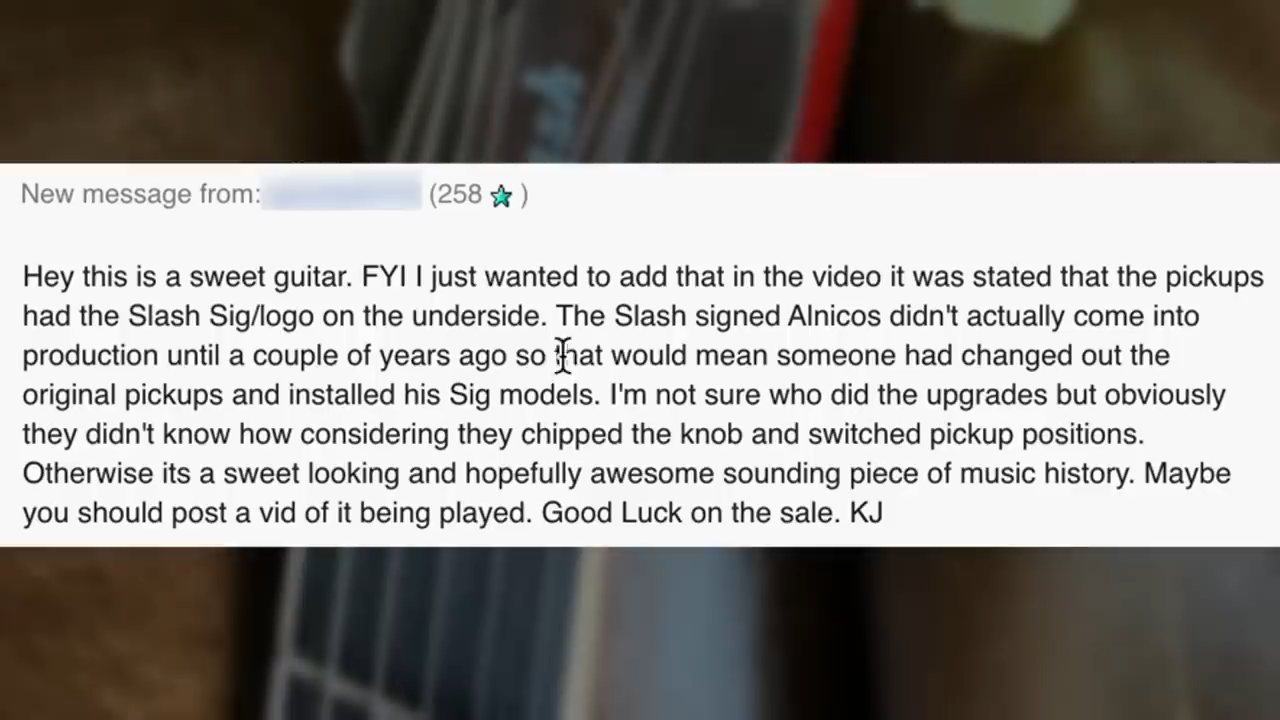 New message from: (258 )
Hey this is a sweet guitar. FYI I just wanted to add that in the video it was stated that the pickups
had the Slash Sig/logo on the underside. The Slash signed Alnicos didn't actually come into
production until a couple of years ago so that would mean someone had changed out the
original pickups and installed his Sig models. I'm not sure who did the upgrades but obviously
they didn't know how considering they chipped the knob and switched pickup positions.
Otherwise its a sweet looking and hopefully awesome sounding piece of music history. Maybe
you should post a vid of it being played. Good Luck on the sale. KJ